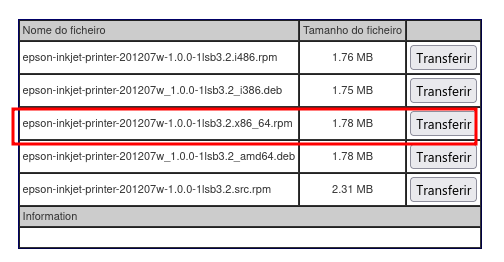 Nome do ficheiro Tamanho do ficheiro
epson-inkjet-printer-201207w-1.0.0-1lsb3.2.i486.rpm 1.76 MB Transferir
epson-inkjet-printer-201207w_1.0.0-1lsb3.2_i386.deb 1.75 MB Transferir
epson-inkjet-printer-201207w-1.0.0-1lsb3.2.x86_64.rpm 1.78 MB Transferir
epson-inkjet-printer-201207w_1.0.0-1lsb3.2_amd64.deb 1.78 MB Transferir
epson-inkjet-printer-201207w-1.0.0-1lsb3.2.src.rpm 2.31 MB Transferir
Information